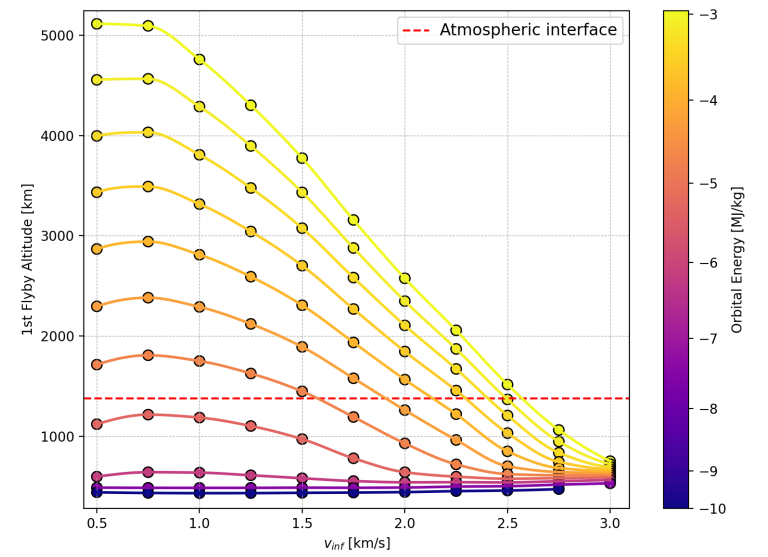 5000
4000
3000
2000
1000
1st Flyby Altitude [km]
Atmospheric interface
0.5 1.0 1.5 2.0 2.5 3.0
v_inf [km/s]
−3
−4
−5
−6
−7
−8
−9
−10
Orbital Energy [MJ/kg]